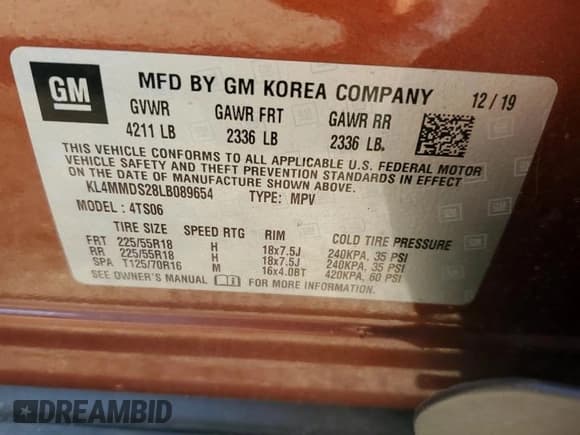 GM
MFD BY GM KOREA COMPANY 12/19
GVWR GAWR FRT GAWR RR
4211 LB 2336 LB 2336 LB.
THIS VEHICLE CONFORMS TO ALL APPLICABLE U.S. FEDERAL MOTOR
VEHICLE SAFETY AND THEFT PREVENTION STANDARDS IN EFFECT
ON THE DATE OF MANUFACTURE SHOWN ABOVE.
KL4MMDS28LB089654 TYPE: MPV
MODEL: 4TS06
TIRE SIZE SPEED RTG RIM COLD TIRE PRESSURE
FRT 225/55R18 H 18x7.5J 240KPA, 35 PSI
RR 225/55R18 H 18x7.5J 240KPA, 35 PSI
SPA T125/70R16 M 16x4.0BT 420KPA, 60 PSI
SEE OWNER'S MANUAL FOR MORE INFORMATION.
DREAMBID